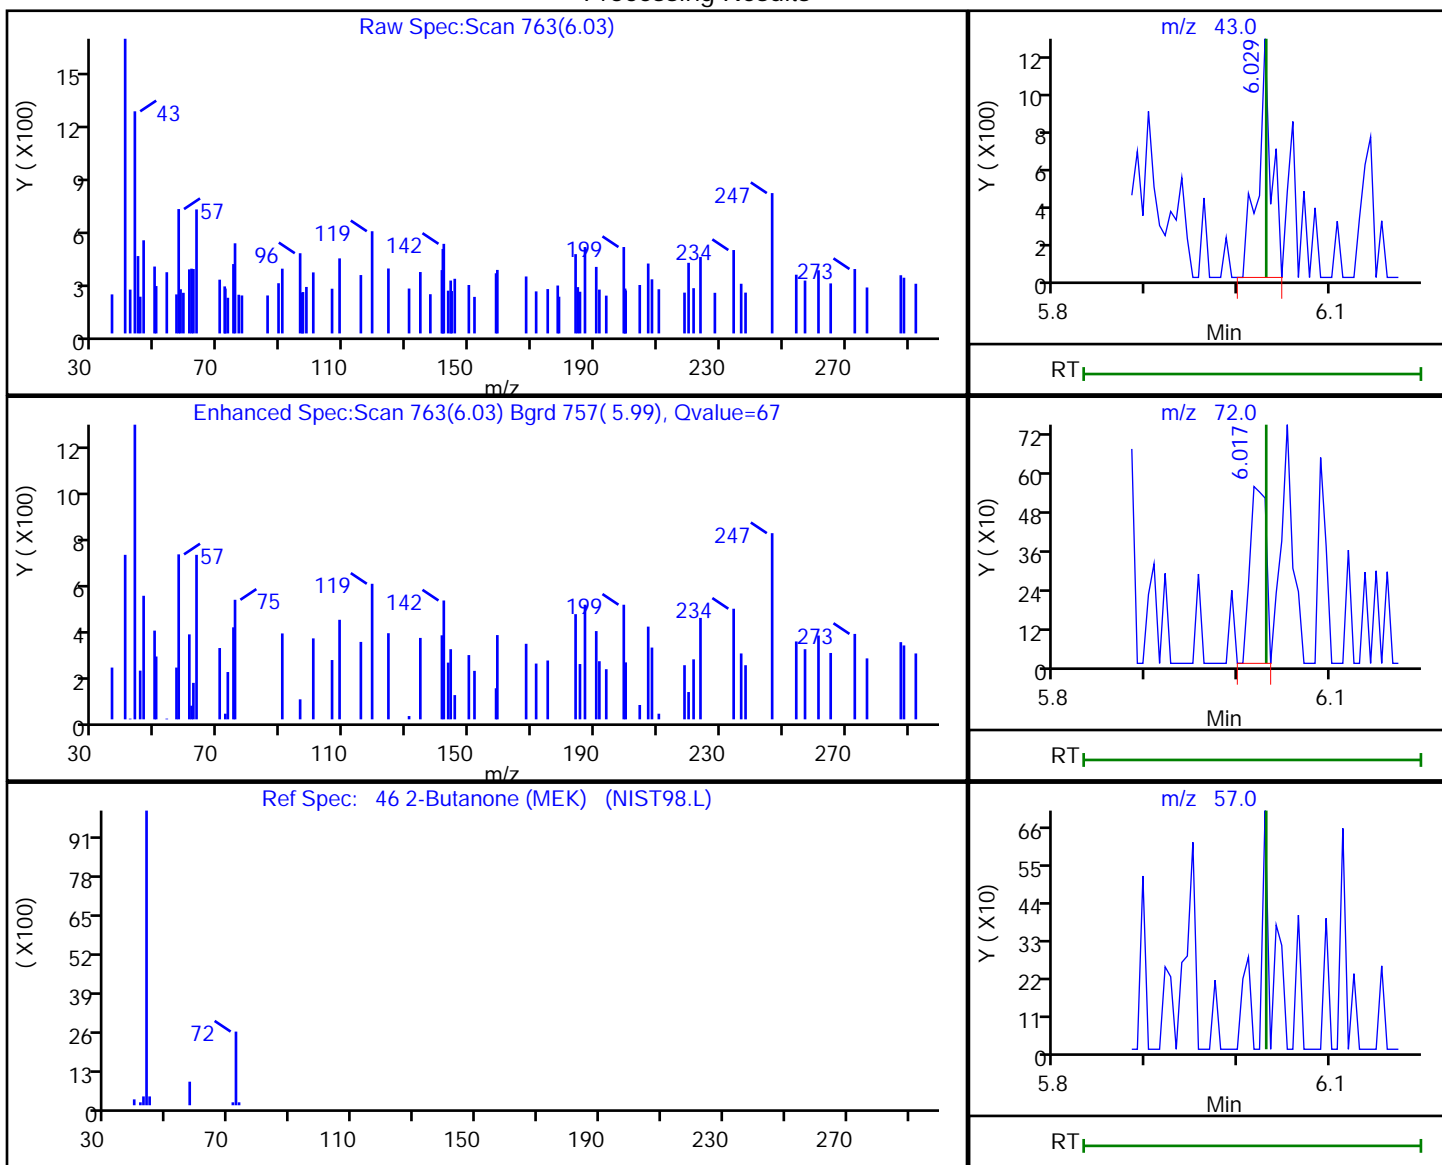 Processing Results
Raw Spec:Scan 763(6.03)
Y ( X100)
15
12
9
6
3
0
43
57
96
119
142
199
234
247
273
30 70 110 150 190 230 270
m/z
m/z 43.0
Y ( X100)
12
10
8
6
4
2
0
6.029
5.8 6.1
Min
RT
Enhanced Spec:Scan 763(6.03) Bgrd 757( 5.99), Qvalue=67
Y ( X100)
12
10
8
6
4
2
0
57
75
119
142
199
234
247
273
30 70 110 150 190 230 270
m/z
m/z 72.0
Y ( X10)
72
60
48
36
24
12
0
6.017
5.8 6.1
Min
RT
Ref Spec: 46 2-Butanone (MEK) (NIST98.L)
( X100)
91
78
65
52
39
26
13
0
72
30 70 110 150 190 230 270
m/z 57.0
Y ( X10)
66
55
44
33
22
11
0
5.8 6.1
Min
RT